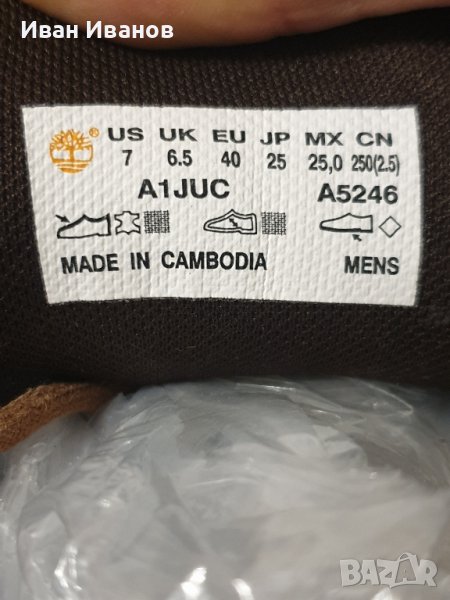 Иван Иванов
US UK EU JP MX CN
7 6.5 40 25 25,0 250(2.5)
A1JUC A5246
MADE IN CAMBODIA MENS
BAZAR